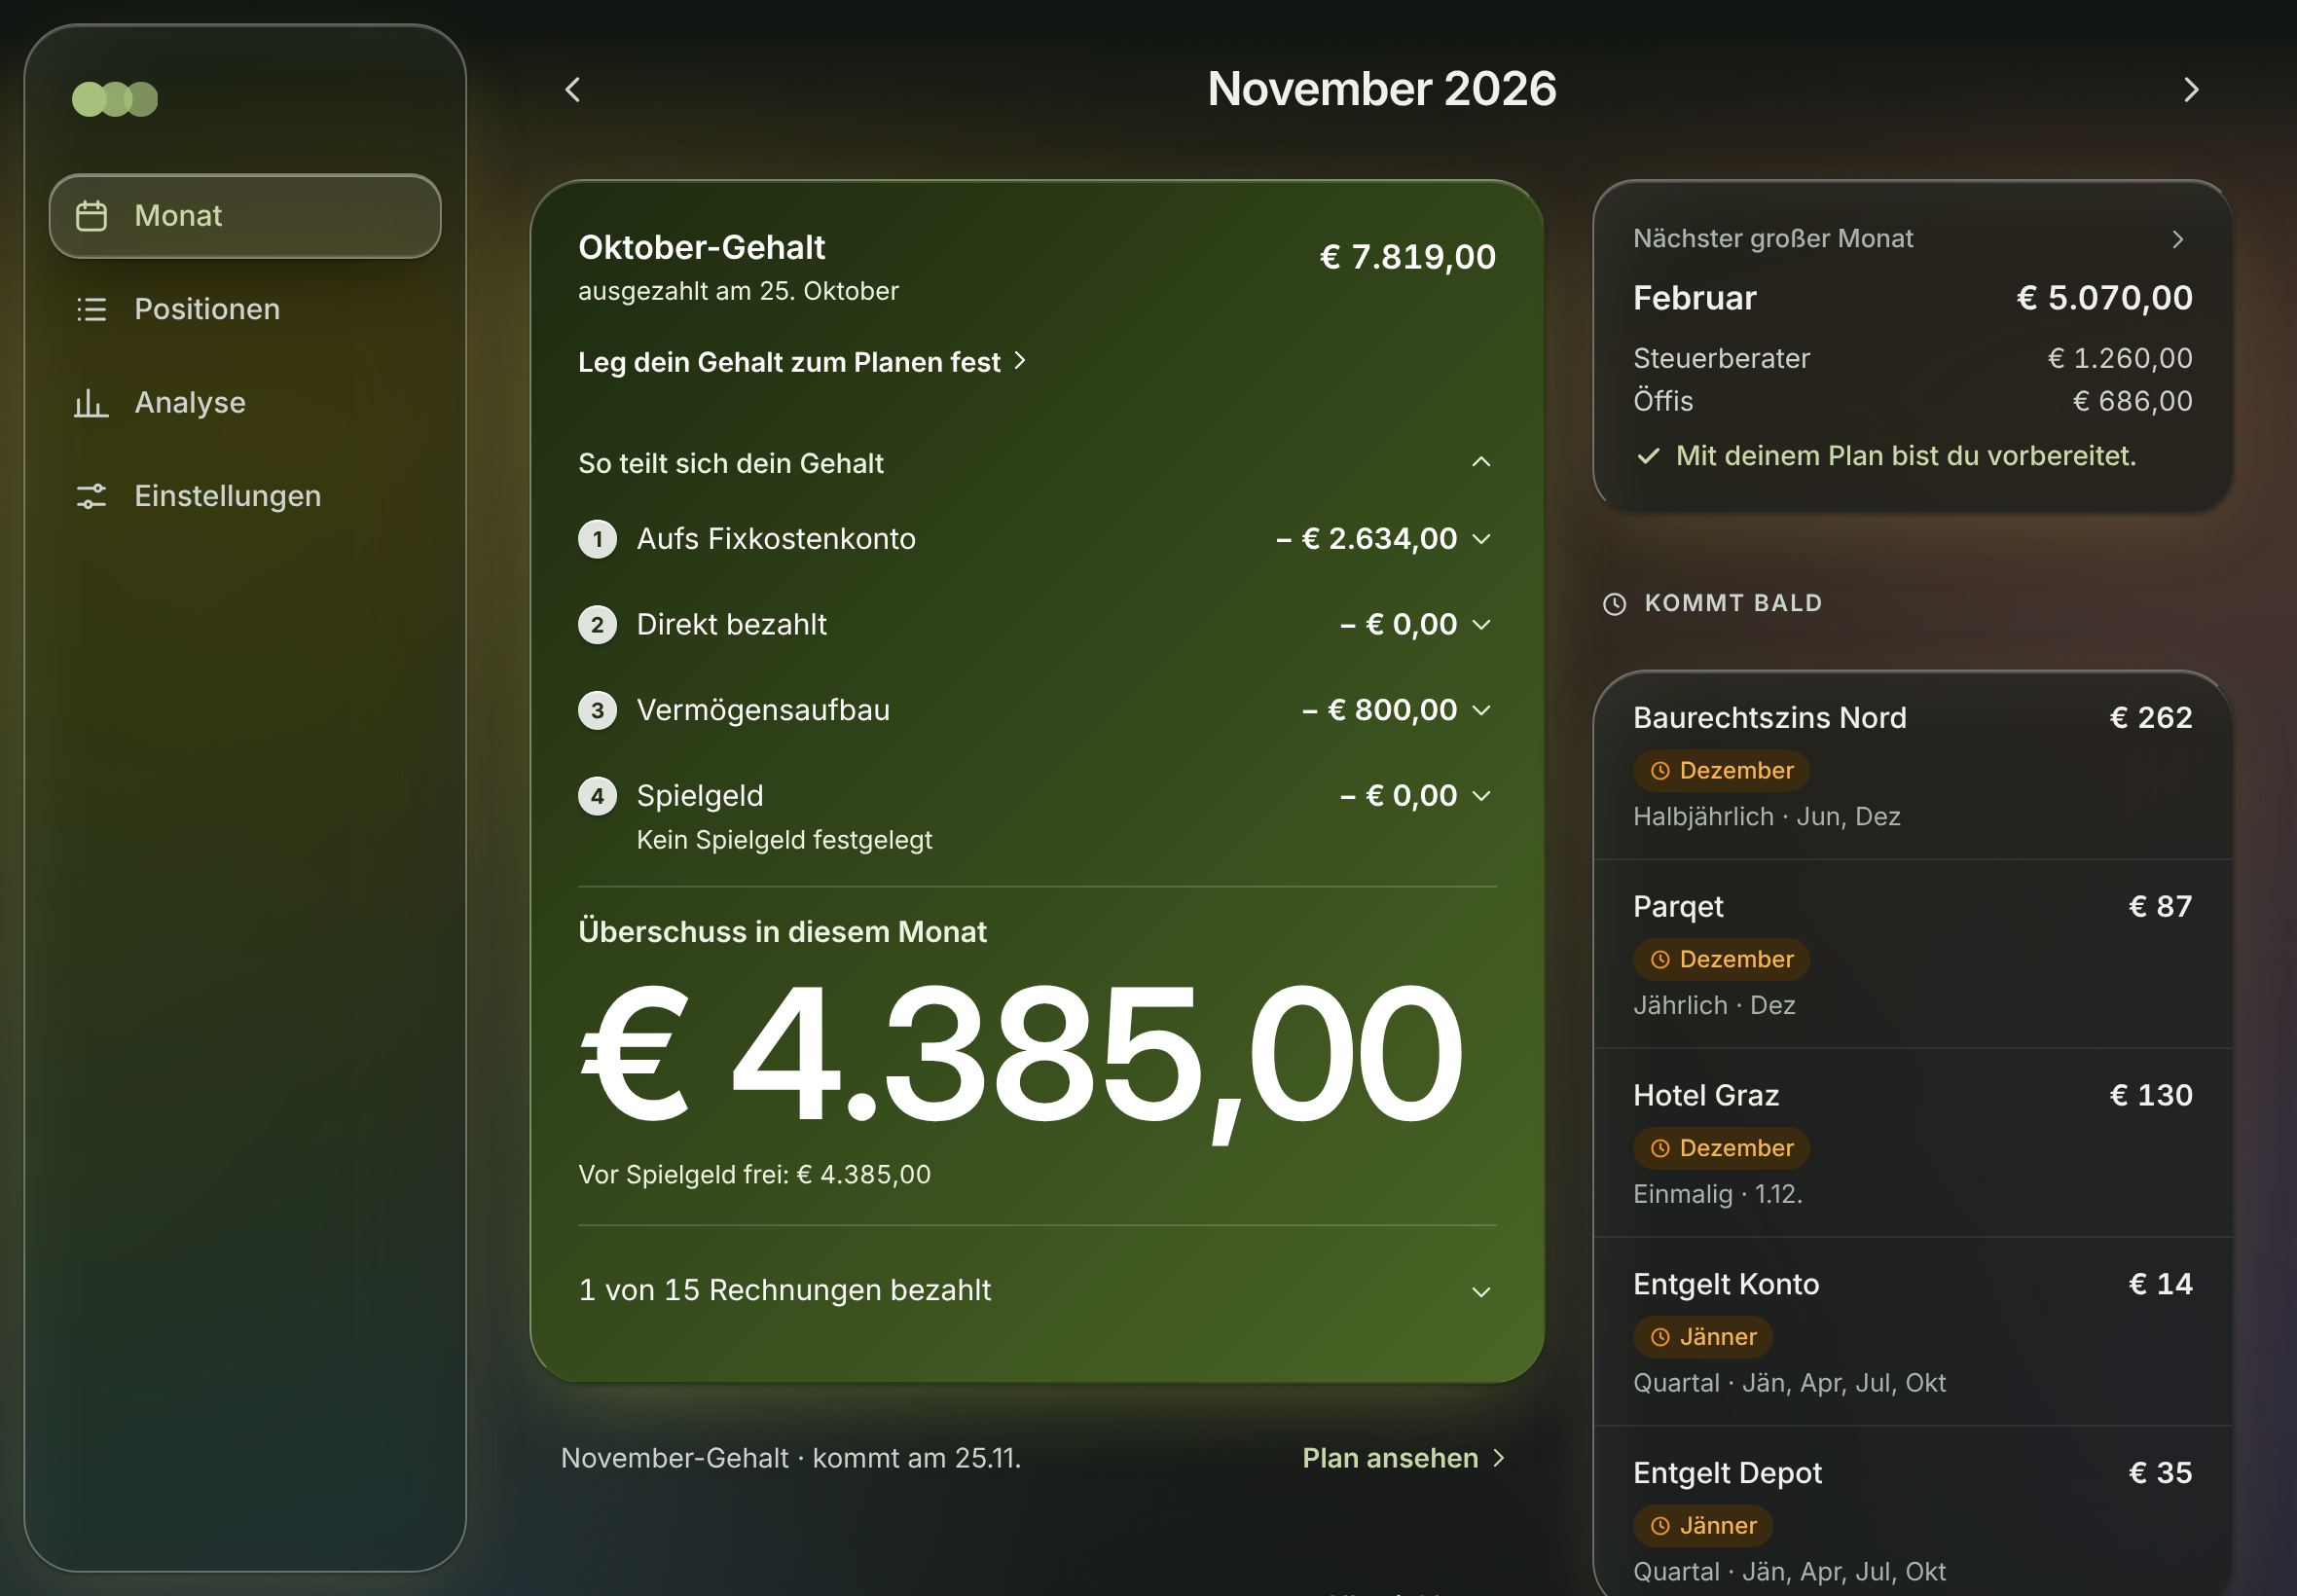 November 2026
Monat
Positionen
Analyse
Einstellungen
Oktober-Gehalt
€ 7.819,00
ausgezahlt am 25. Oktober
Leg dein Gehalt zum Planen fest
So teilt sich dein Gehalt
1 Aufs Fixkostenkonto – € 2.634,00
2 Direkt bezahlt – € 0,00
3 Vermögensaufbau – € 800,00
4 Spielgeld – € 0,00
Kein Spielgeld festgelegt
Überschuss in diesem Monat
€ 4.385,00
Vor Spielgeld frei: € 4.385,00
1 von 15 Rechnungen bezahlt
November-Gehalt · kommt am 25.11. Plan ansehen
Nächster großer Monat
Februar € 5.070,00
Steuerberater € 1.260,00
Öffis € 686,00
Mit deinem Plan bist du vorbereitet.
KOMMT BALD
Baurechtszins Nord € 262
Dezember
Halbjährlich · Jun, Dez
Parqet € 87
Dezember
Jährlich · Dez
Hotel Graz € 130
Dezember
Einmalig · 1.12.
Entgelt Konto € 14
Jänner
Quartal · Jän, Apr, Jul, Okt
Entgelt Depot € 35
Jänner
Quartal · Jän, Apr, Jul, Okt